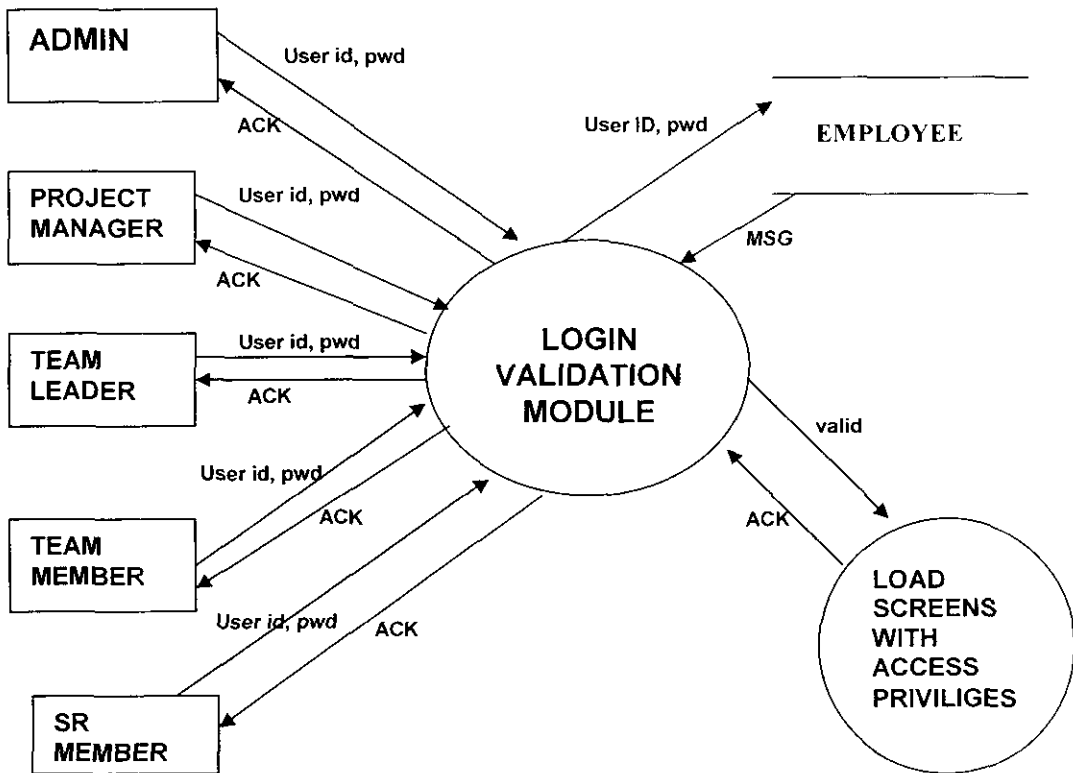 ADMIN
User id, pwd
ACK
User ID, pwd
EMPLOYEE
MSG
PROJECT
MANAGER
User id, pwd
ACK
TEAM
LEADER
User id, pwd
ACK
LOGIN
VALIDATION
MODULE
valid
ACK
TEAM
MEMBER
User id, pwd
ACK
LOAD
SCREENS
WITH
ACCESS
PRIVILIGES
SR
MEMBER
User id, pwd
ACK